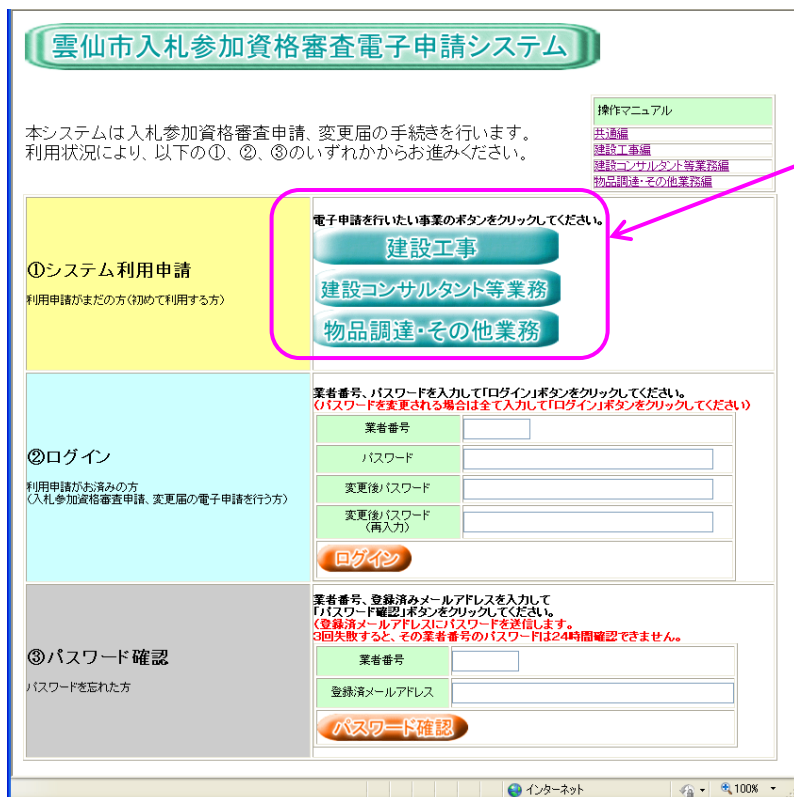 雲仙市入札参加資格審査電子申請システム
操作マニュアル
共通編
建設工事編
建設コンサルタント等業務編
物品調達・その他業務編
本システムは入札参加資格審査申請、変更届の手続きを行います。
利用状況により、以下の①、②、③のいずれかからお進みください。
①システム利用申請
利用申請がまだの方(初めて利用する方)
電子申請を行いたい事業のボタンをクリックしてください。
建設工事
建設コンサルタント等業務
物品調達・その他業務
②ログイン
利用申請がお済みの方
(入札参加資格審査申請、変更届の電子申請を行う方)
業者番号、パスワードを入力して「ログイン」ボタンをクリックしてください。
(パスワードを変更される場合は全て入力して「ログイン」ボタンをクリックしてください)
業者番号
パスワード
変更後パスワード
変更後パスワード
(再入力)
ログイン
③パスワード確認
パスワードを忘れた方
業者番号、登録済みメールアドレスを入力して
「パスワード確認」ボタンをクリックしてください。
(登録済メールアドレスにパスワードを送信します。
3回失敗すると、その業者番号のパスワードは24時間確認できません。
業者番号
登録済メールアドレス
パスワード確認
インターネット
100%